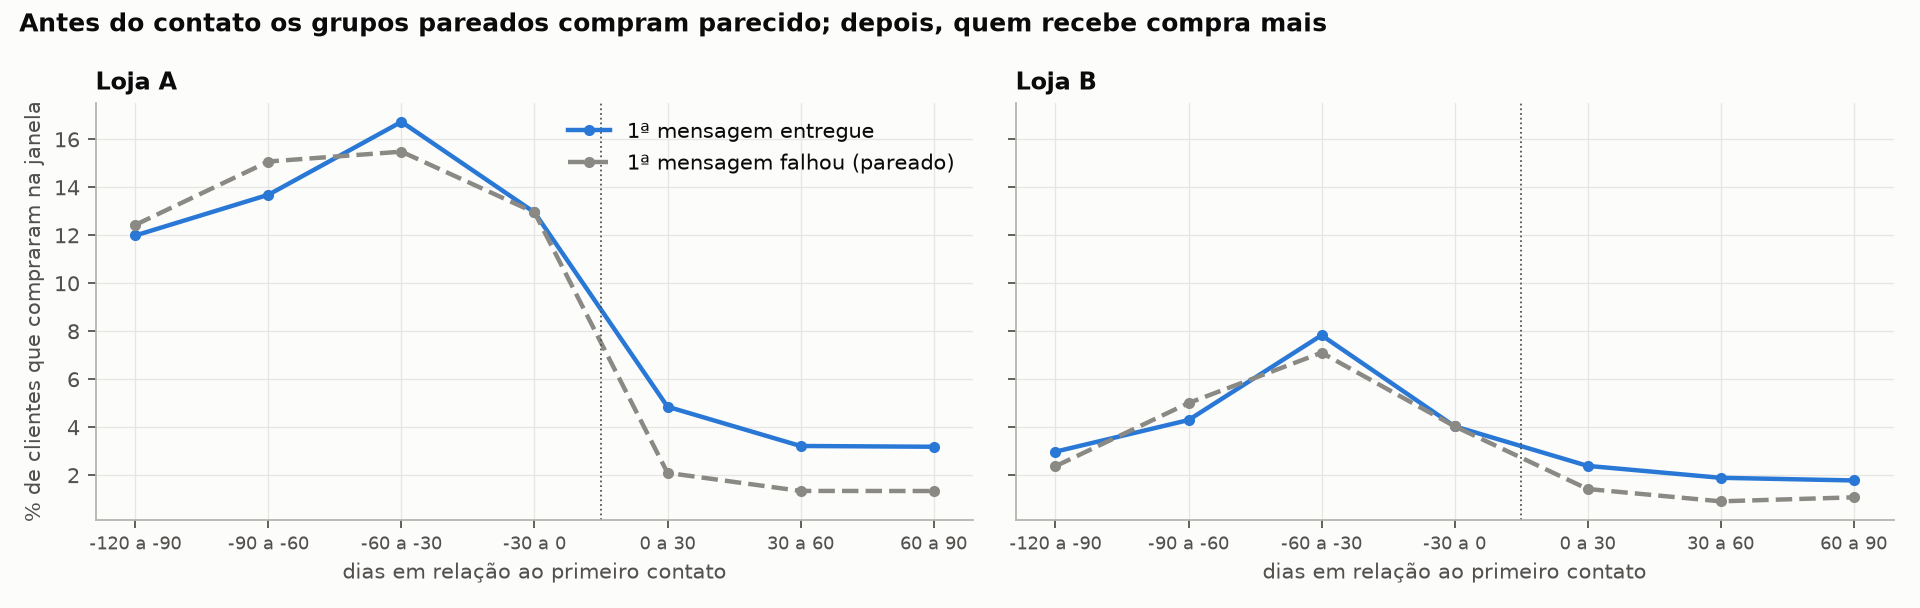 Antes do contato os grupos pareados compram parecido; depois, quem recebe compra mais
Loja A
% de clientes que compraram na janela
16
14
12
10
8
6
4
2
1ª mensagem entregue
1ª mensagem falhou (pareado)
-120 a -90
-90 a -60
-60 a -30
-30 a 0
0 a 30
30 a 60
60 a 90
dias em relação ao primeiro contato
Loja B
-120 a -90
-90 a -60
-60 a -30
-30 a 0
0 a 30
30 a 60
60 a 90
dias em relação ao primeiro contato